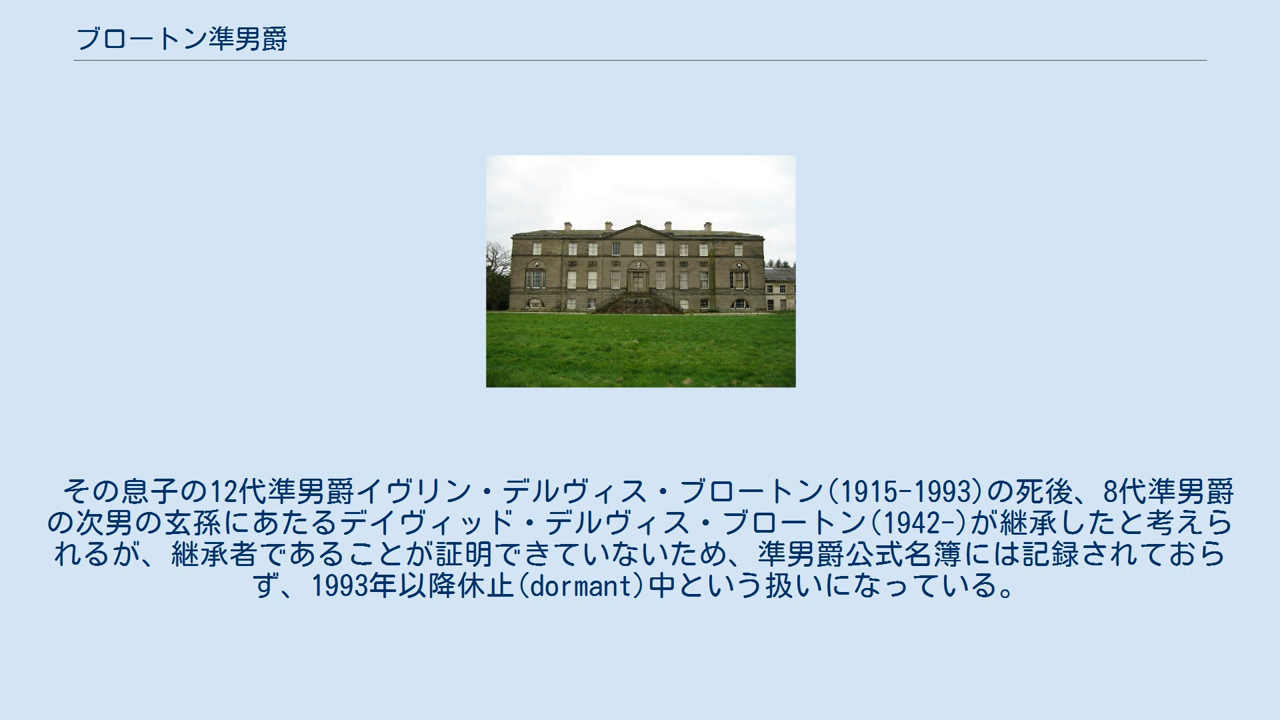 ブロートン準男爵
その息子の12代準男爵イヴリン・デルヴィス・ブロートン(1915-1993)の死後、8代準男爵
の次男の玄孫にあたるデイヴィッド・デルヴィス・ブロートン(1942-)が継承したと考えら
れるが、継承者であることが証明できていないため、準男爵公式名簿には記録されておら
ず、1993年以降休止(dormant)中という扱いになっている。